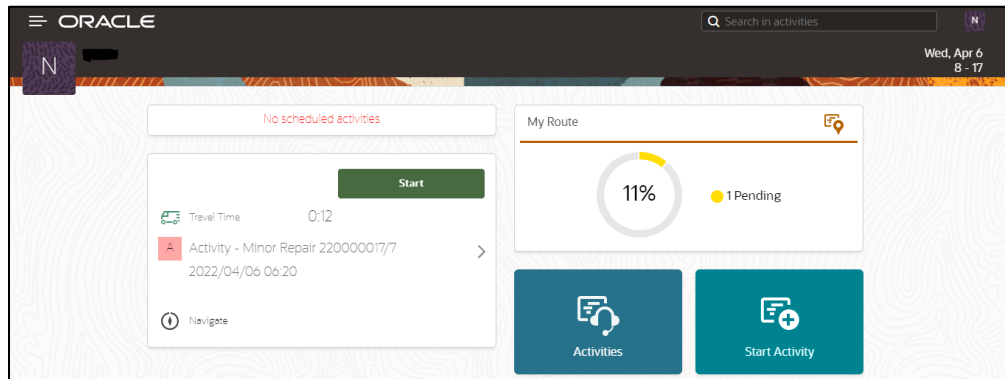 ORACLE
Search in activities
N
N
Wed, Apr 6
8 - 17
No scheduled activities
Start
Travel Time 0:12
A Activity - Minor Repair 220000017/7
2022/04/06 06:20
Navigate
My Route
11%
1 Pending
Activities
Start Activity